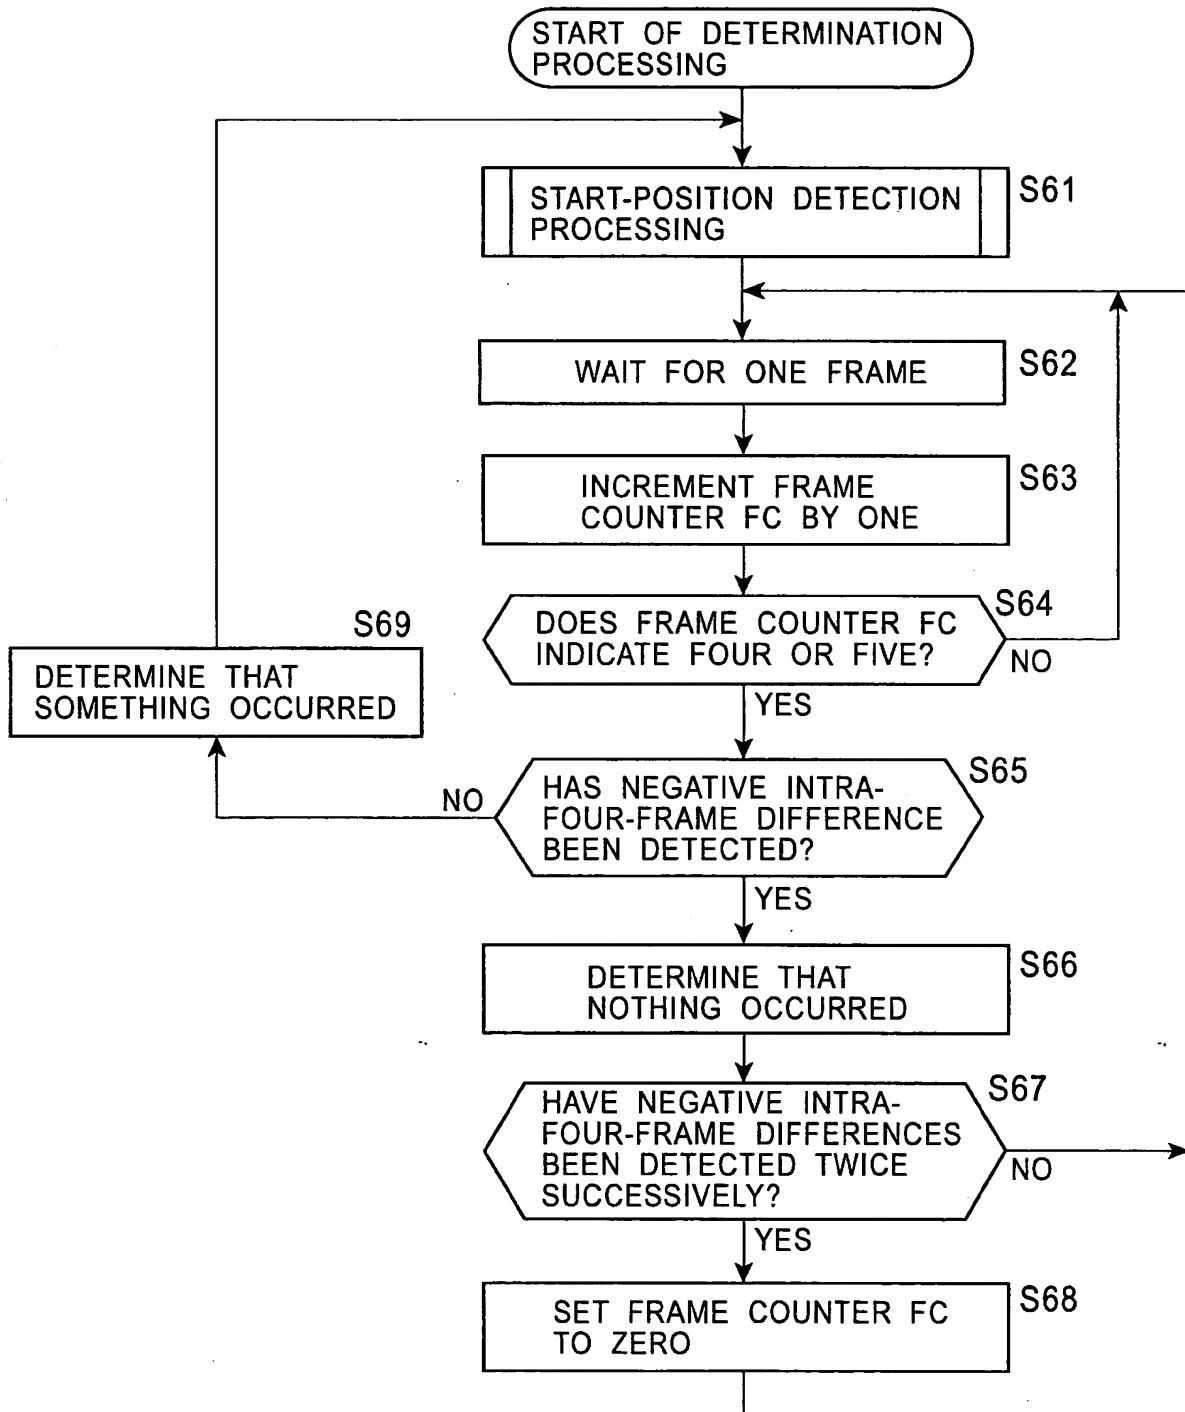 START OF DETERMINATION
PROCESSING
START-POSITION DETECTION
PROCESSING
S61
WAIT FOR ONE FRAME
S62
INCREMENT FRAME
COUNTER FC BY ONE
S63
DOES FRAME COUNTER FC
INDICATE FOUR OR FIVE?
S64
NO
YES
S69
DETERMINE THAT
SOMETHING OCCURRED
HAS NEGATIVE INTRA-
FOUR-FRAME DIFFERENCE
BEEN DETECTED?
S65
NO
YES
DETERMINE THAT
NOTHING OCCURRED
S66
HAVE NEGATIVE INTRA-
FOUR-FRAME DIFFERENCES
BEEN DETECTED TWICE
SUCCESSIVELY?
S67
NO
YES
SET FRAME COUNTER FC
TO ZERO
S68